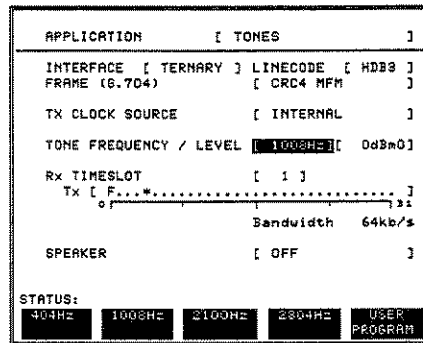 APPLICATION [ TONES ]
INTERFACE [ TERNARY ] LINECODE [ HDB3 ]
FRAME (G.704) [ CRC4 MFM ]
TX CLOCK SOURCE [ INTERNAL ]
TONE FREQUENCY / LEVEL [ 1008Hz ][ 0dBm0]
Rx TIMESLOT [ 1 ]
Tx [ F...*........................... ]
0 31
Bandwidth 64kb/s
SPEAKER [ OFF ]
STATUS:
404Hz 1008Hz 2100Hz 2804Hz USER
PROGRAM